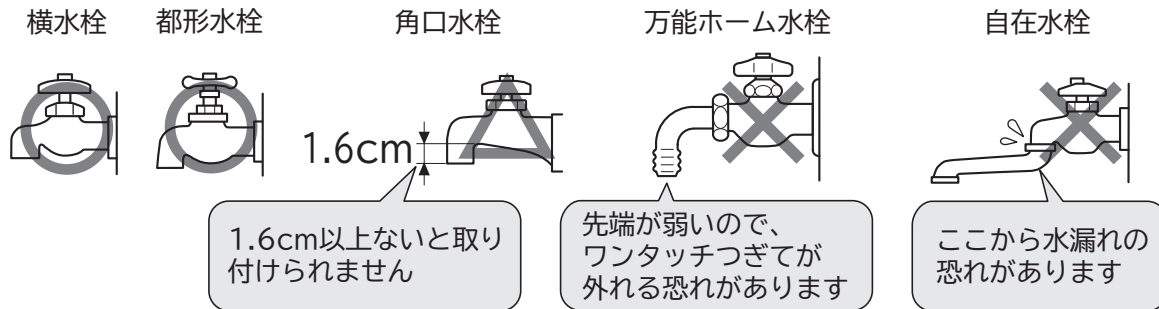 横水栓
都形水栓
角口水栓
万能ホーム水栓
自在水栓
1.6cm
1.6cm以上ないと取り
付けられません
先端が弱いので、
ワンタッチつぎてが
外れる恐れがあります
ここから水漏れの
恐れがあります